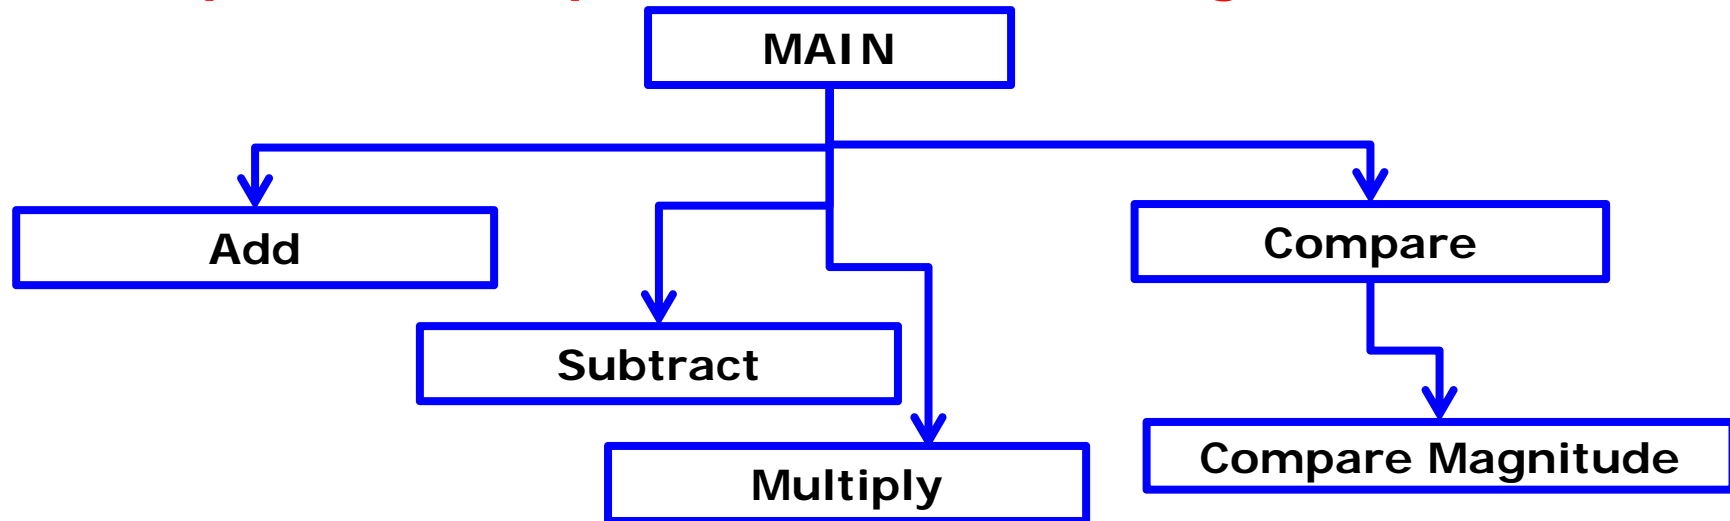 MAIN
Add
Compare
Subtract
Compare Magnitude
Multiply